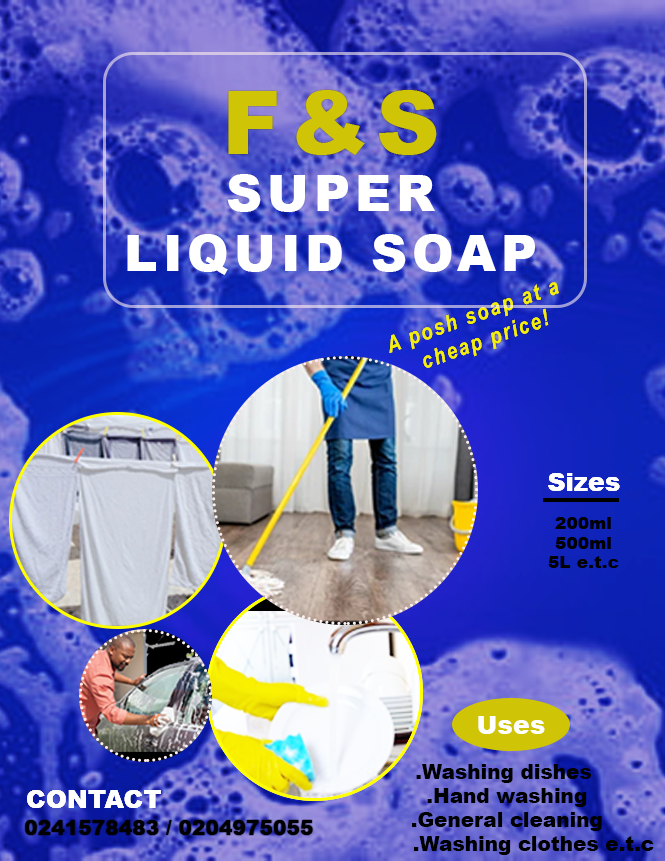 F & S
SUPER
LIQUID SOAP
A posh soap at a
cheap price!
Sizes
200ml
500ml
5L e.t.c
Uses
.Washing dishes
.Hand washing
.General cleaning
.Washing clothes e.t.c
CONTACT
0241578483 / 0204975055